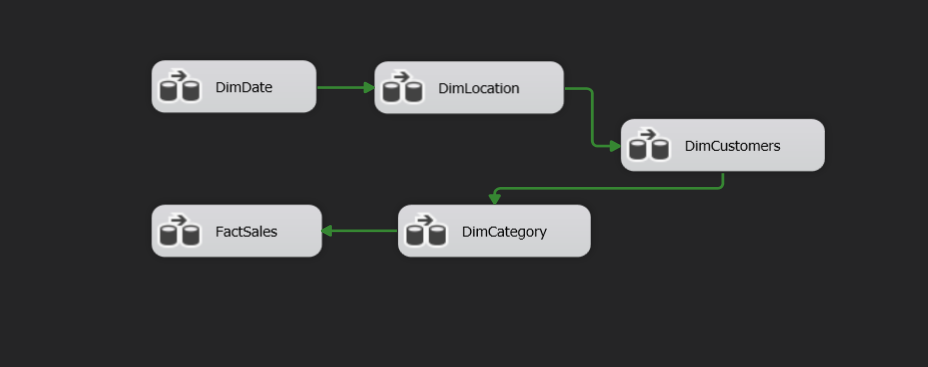 DimDate
DimLocation
DimCustomers
FactSales
DimCategory